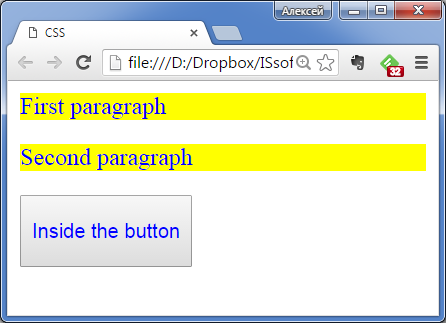 Алексей
CSS
file:///D:/Dropbox/ISsof
32
First paragraph
Second paragraph
Inside the button